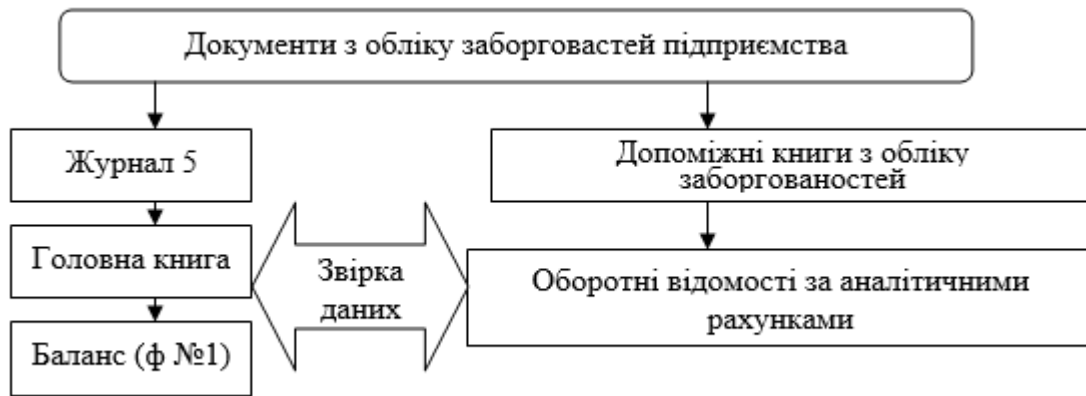 Документи з обліку заборговастей підприємства
Журнал 5
Допоміжні книги з обліку
заборгованостей
Головна книга
Звірка
даних
Оборотні відомості за аналітичними
рахунками
Баланс (ф №1)